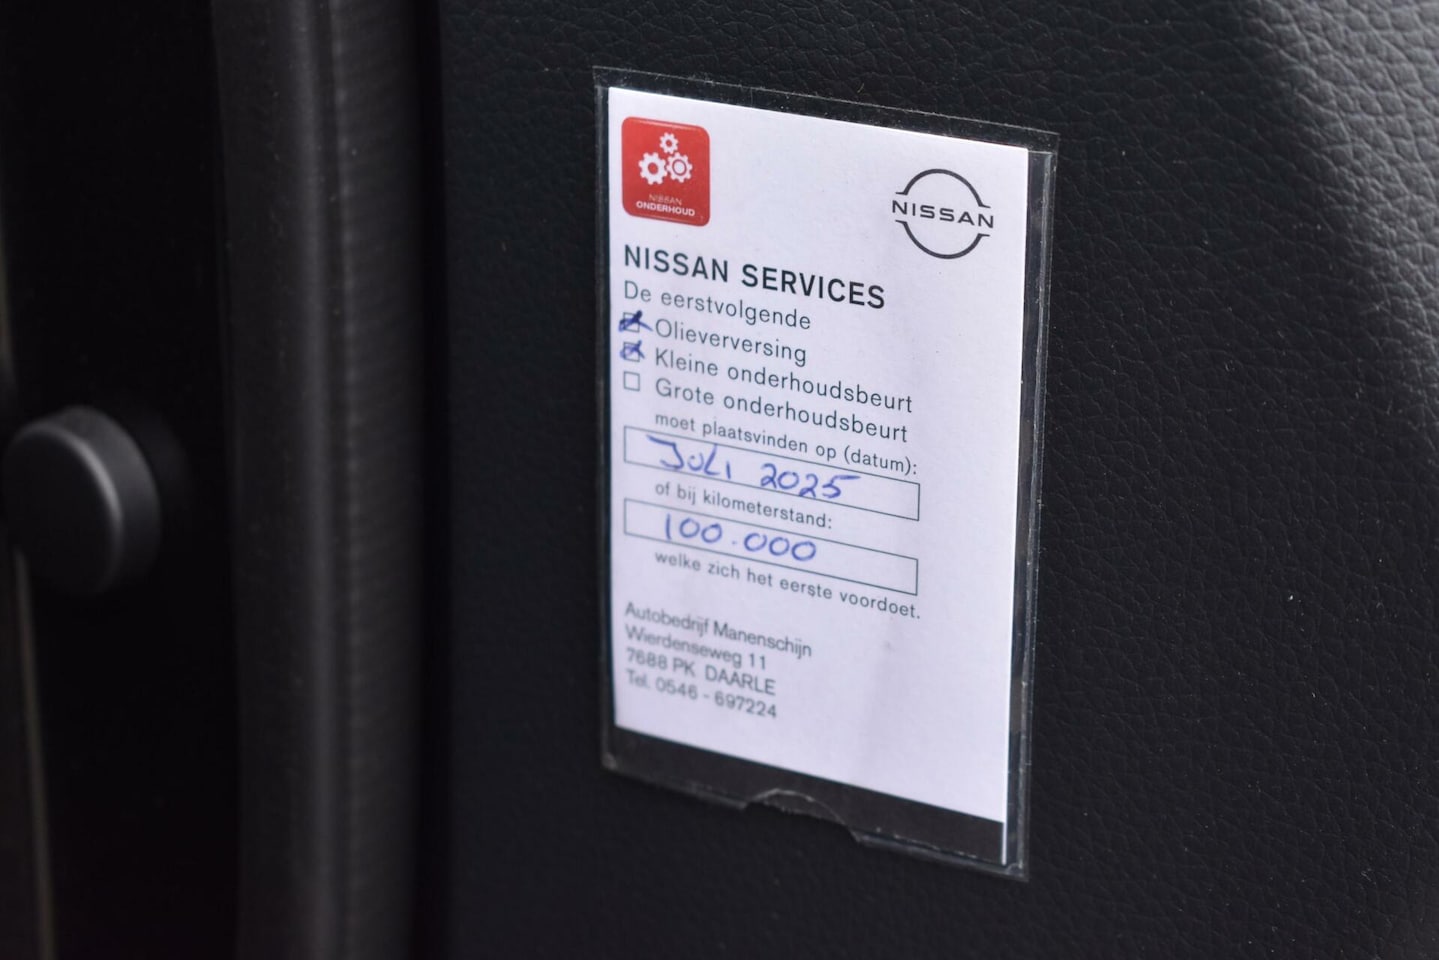 NISSAN
ONDERHOUD
NISSAN
NISSAN SERVICES
De eerstvolgende
Olieverversing
Kleine onderhoudsbeurt
Grote onderhoudsbeurt
moet plaatsvinden op (datum):
JULI 2025
of bij kilometerstand:
100.000
welke zich het eerste voordoet.
Autobedrijf Manenschijn
Wierdenseweg 11
7688 PK DAARLE
Tel. 0546 - 697224